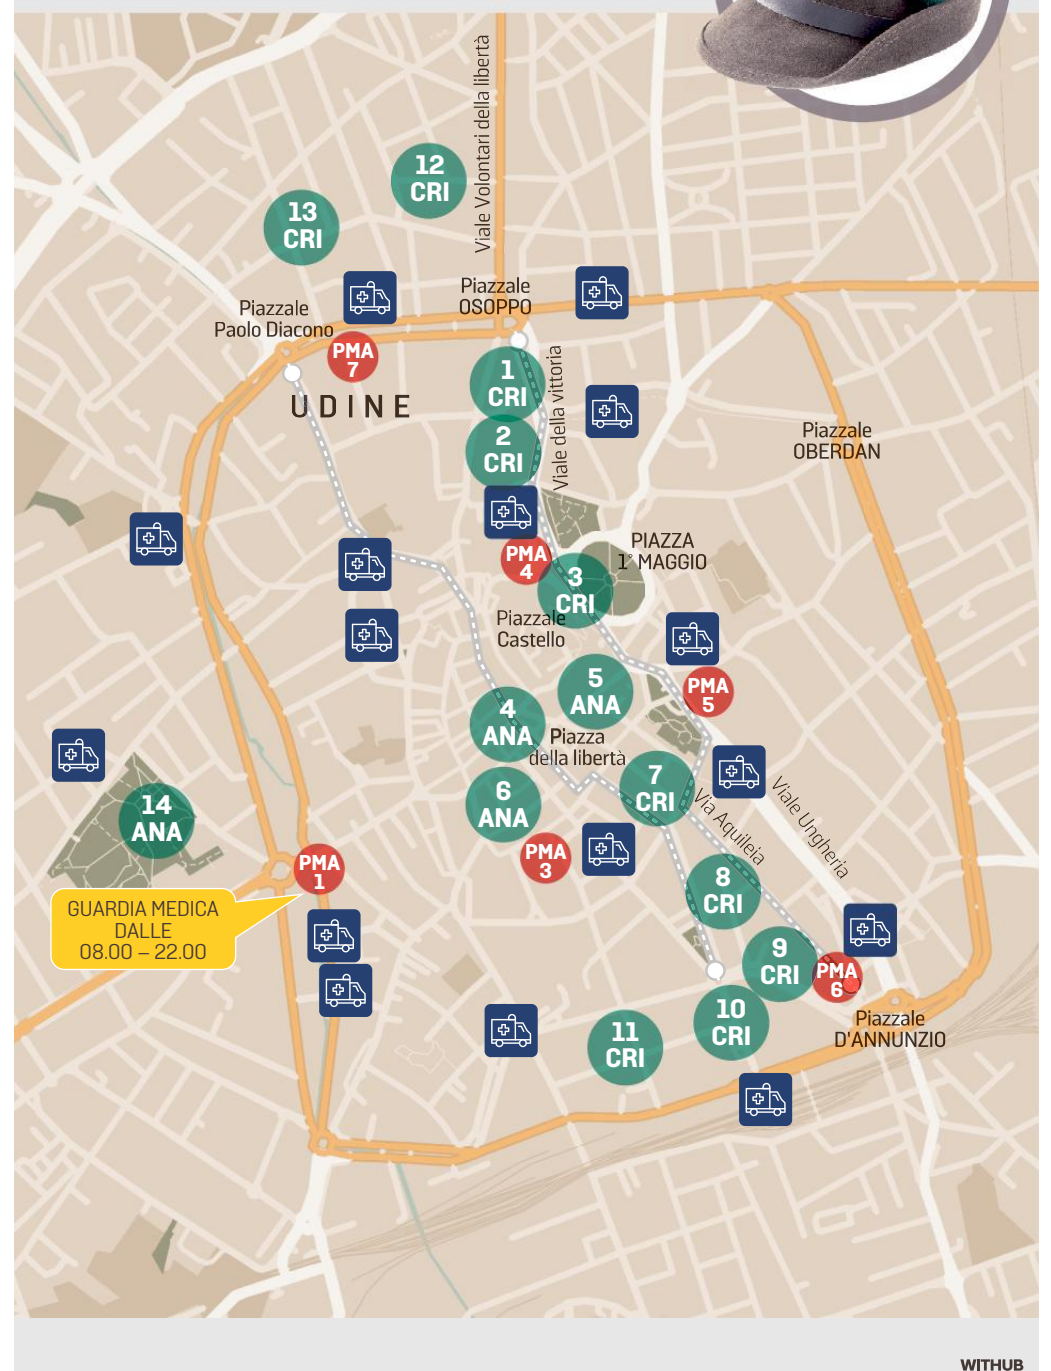 Viale Volontari della libertà
12
CRI
13
CRI
Piazzale
OSOPPO
Piazzale
Paolo Diacono
PMA
7
1
CRI
UDINE
Viale della vittoria
2
CRI
Piazzale
OBERDAN
PIAZZA
1° MAGGIO
PMA
4
3
CRI
Piazzale
Castello
5
ANA
PMA
5
4
ANA
Piazza
della libertà
7
CRI
6
ANA
Via Aquileia
Viale Ungheria
14
ANA
PMA
3
PMA
1
8
CRI
GUARDIA MEDICA
DALLE
08.00 – 22.00
9
CRI
PMA
6
10
CRI
Piazzale
D'ANNUNZIO
11
CRI
WITHUB